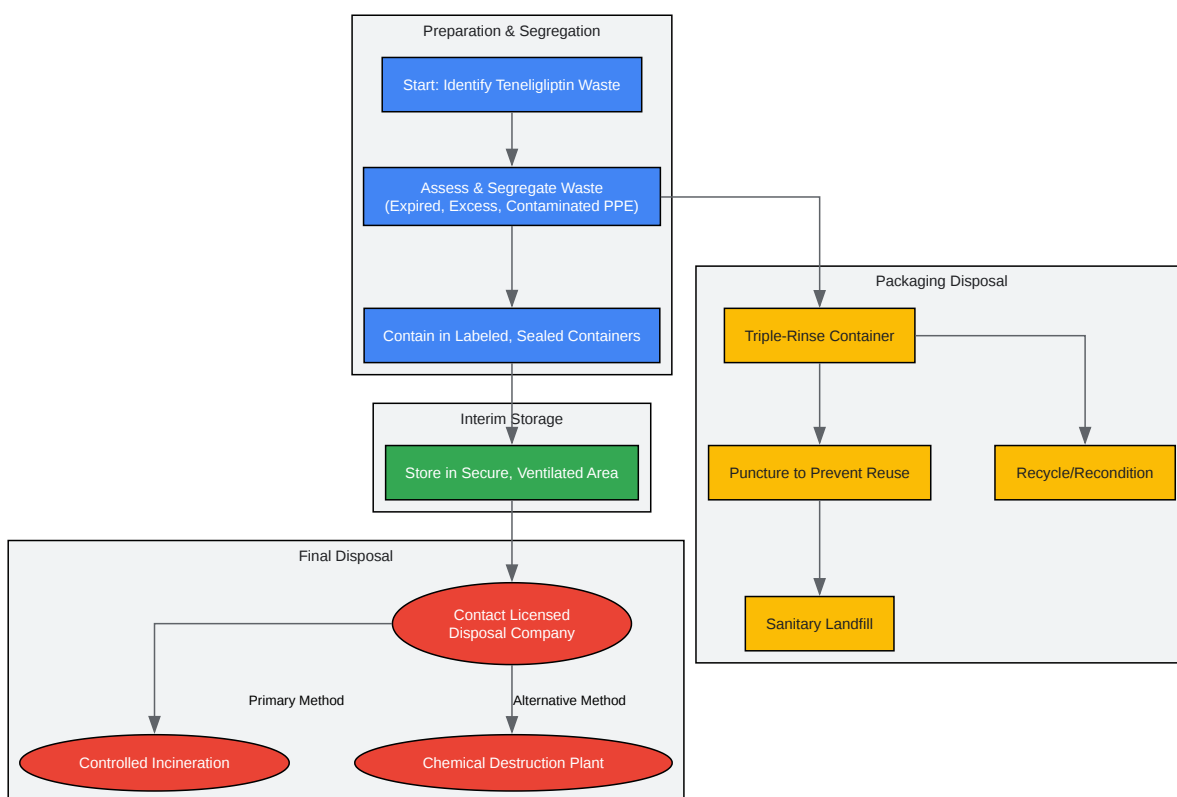 Preparation & Segregation
Start: Identify Teneligliptin Waste
Assess & Segregate Waste
(Expired, Excess, Contaminated PPE)
Contain in Labeled, Sealed Containers
Interim Storage
Store in Secure, Ventilated Area
Final Disposal
Contact Licensed
Disposal Company
Primary Method
Alternative Method
Controlled Incineration
Chemical Destruction Plant
Packaging Disposal
Triple-Rinse Container
Puncture to Prevent Reuse
Recycle/Recondition
Sanitary Landfill